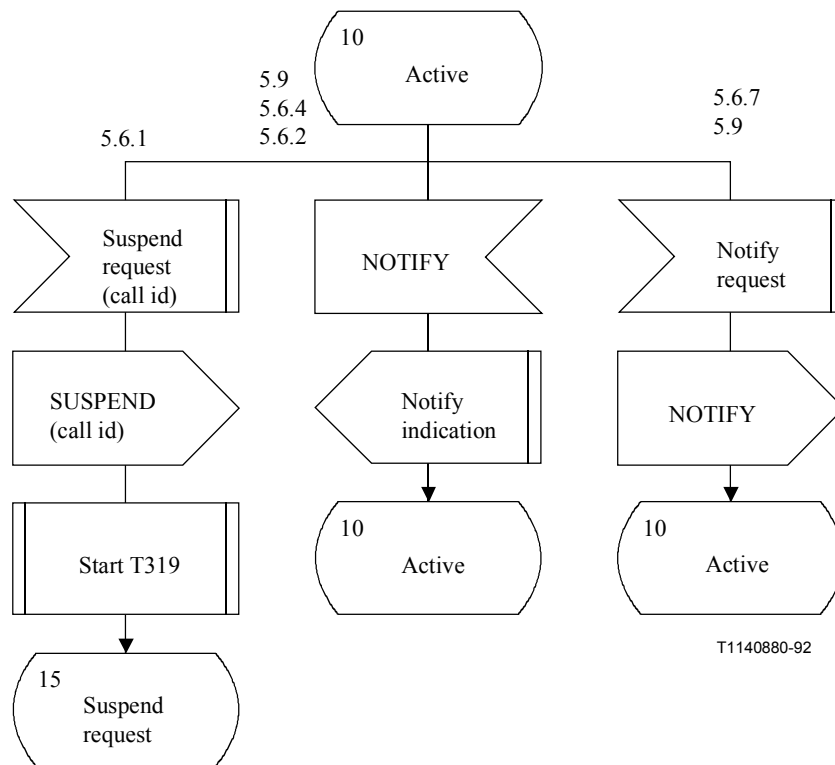 10
Active
5.9
5.6.4
5.6.2
5.6.7
5.9
5.6.1
Suspend
request
(call id)
NOTIFY
Notify
request
SUSPEND
(call id)
Notify
indication
NOTIFY
Start T319
10
Active
10
Active
T1140880-92
15
Suspend
request